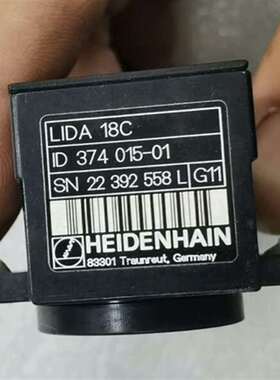 LIDA 18C
ID 374 015-01
SN 22 392 558 L G11
HEIDENHAIN
83301 Traunreut, Germany